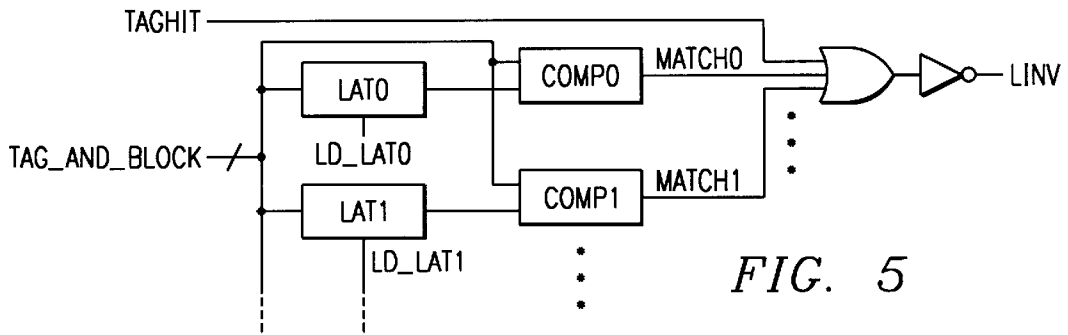 TAGHIT
COMP0
MATCH0
LAT0
LINV
LD_LAT0
TAG_AND_BLOCK
COMP1
MATCH1
LAT1
LD_LAT1
FIG. 5